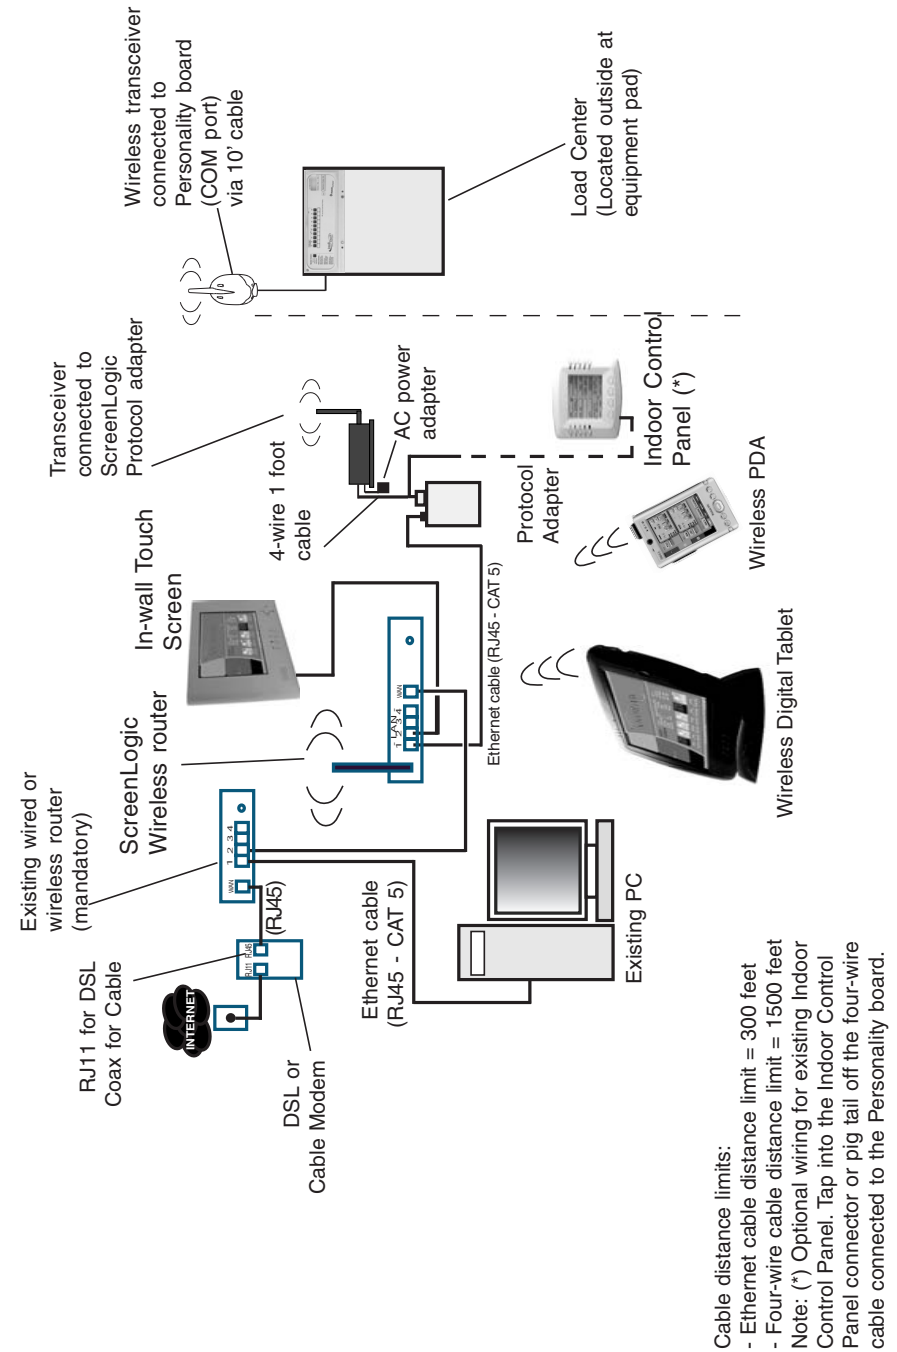 Wireless transceiver
connected to
Personality board
(COM port)
via 10' cable
Load Center
(Located outside at
equipment pad)
Transceiver
connected to
ScreenLogic
Protocol adapter
4-wire 1 foot
cable
AC power
adapter
Protocol
Adapter
Indoor Control
Panel (*)
Wireless PDA
In-wall Touch
Screen
Ethernet cable (RJ45 - CAT 5)
Wireless Digital Tablet
ScreenLogic
Wireless router
LAN
1 2 3 4
WAN
Existing wired or
wireless router
(mandatory)
WAN
1 2 3 4
(RJ45)
RJ11 for DSL
Coax for Cable
RJ11 RJ45
INTERNET
DSL or
Cable Modem
Ethernet cable
(RJ45 - CAT 5)
Existing PC
Cable distance limits:
- Ethernet cable distance limit = 300 feet
- Four-wire cable distance limit = 1500 feet
Note: (*) Optional wiring for existing Indoor
Control Panel. Tap into the Indoor Control
Panel connector or pig tail off the four-wire
cable connected to the Personality board.